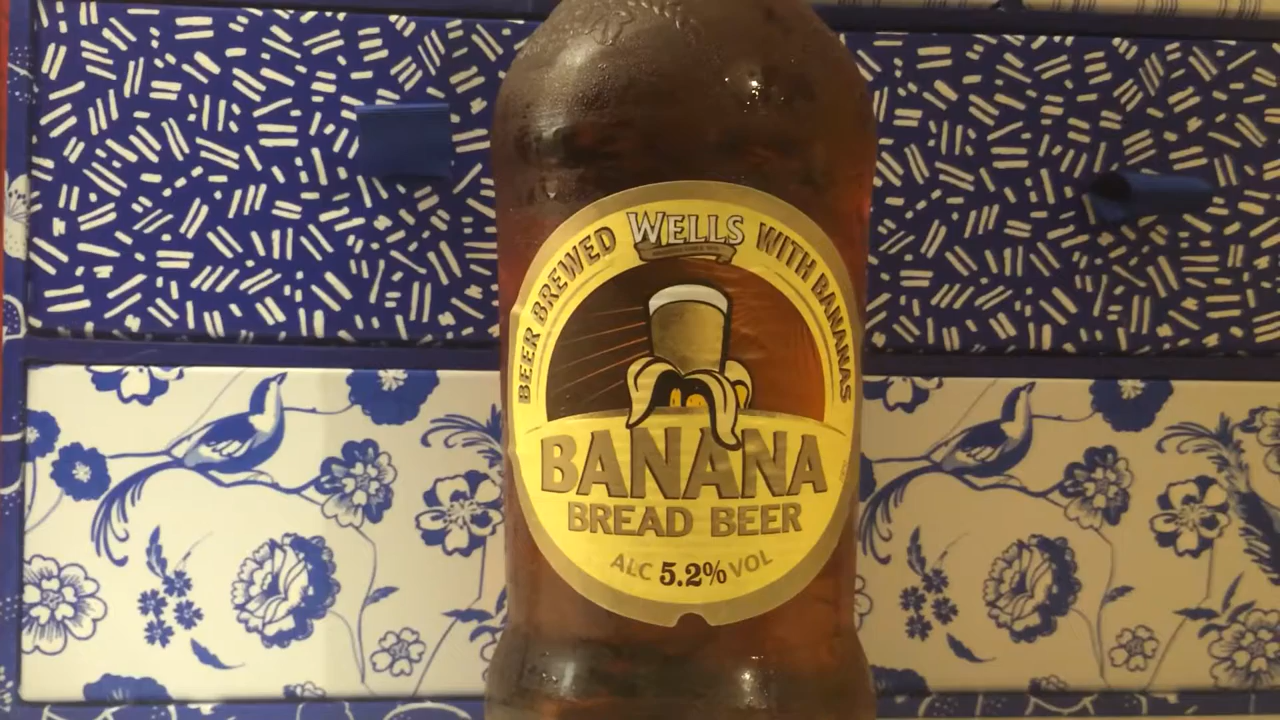 WELLS
BEER BREWED WITH BANANAS
BANANA
BREAD BEER
ALC 5.2% VOL